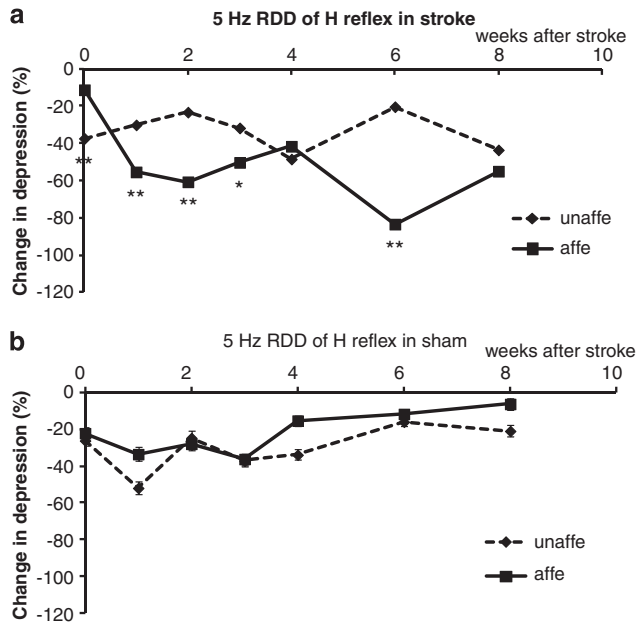 a
5 Hz RDD of H reflex in stroke
weeks after stroke
0 2 4 6 8 10
Change in depression (%)
0
-20
-40
-60
-80
-100
-120
**
**
**
*
**
unaffe
affe
b
5 Hz RDD of H reflex in sham
weeks after stroke
0 2 4 6 8 10
Change in depression (%)
0
-20
-40
-60
-80
-100
-120
unaffe
affe